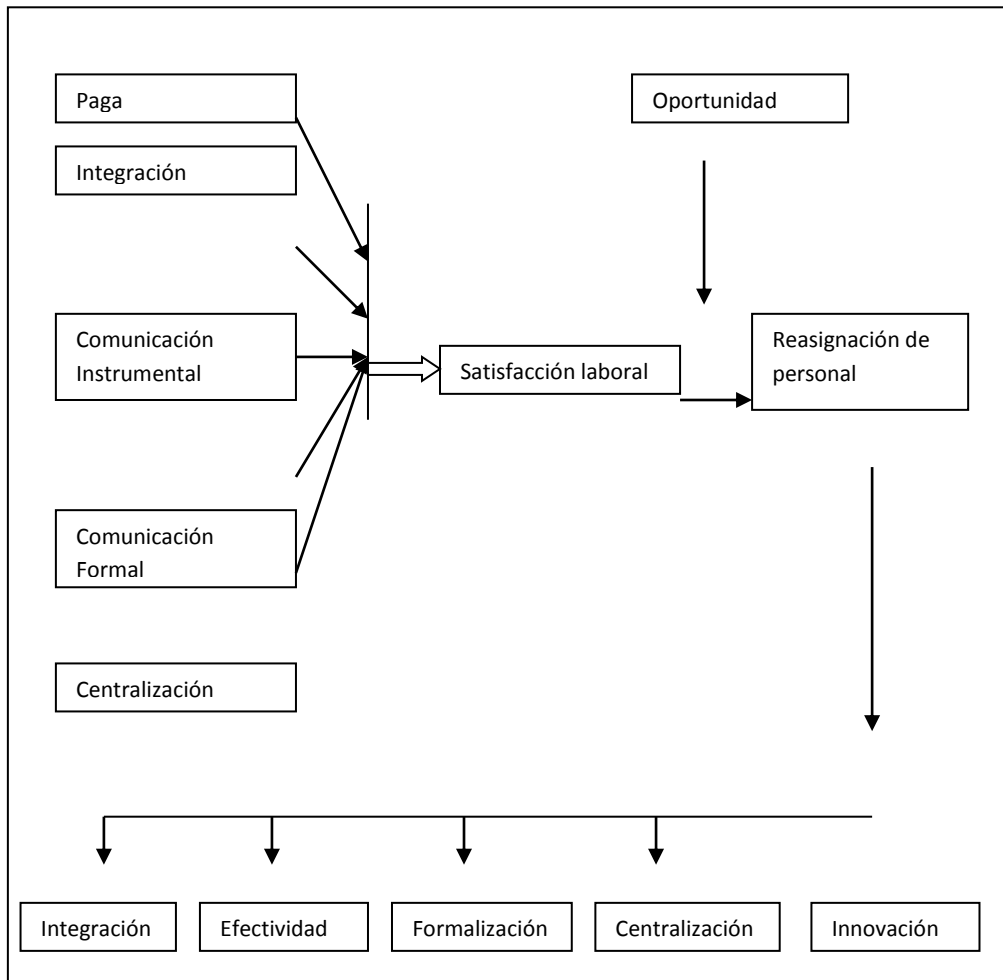 Paga
Oportunidad
Integración
Comunicación
Instrumental
Satisfacción laboral
Reasignación de
personal
Comunicación
Formal
Centralización
Integración
Efectividad
Formalización
Centralización
Innovación